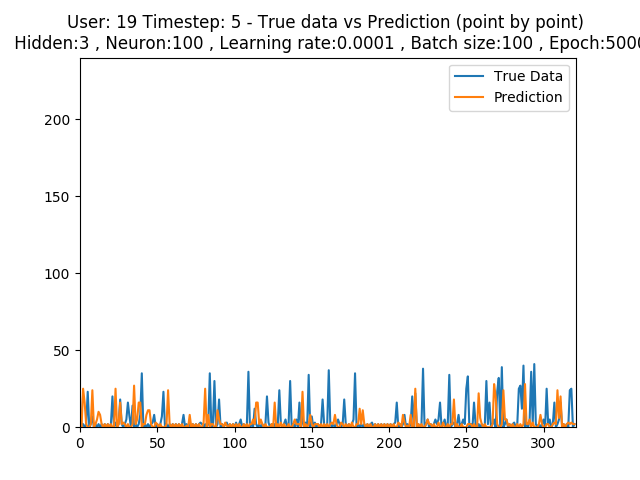 User: 19 Timestep: 5 - True data vs Prediction (point by point)
Hidden:3 , Neuron:100 , Learning rate:0.0001 , Batch size:100 , Epoch:5000
True Data
Prediction
200
150
100
50
0
0 50 100 150 200 250 300